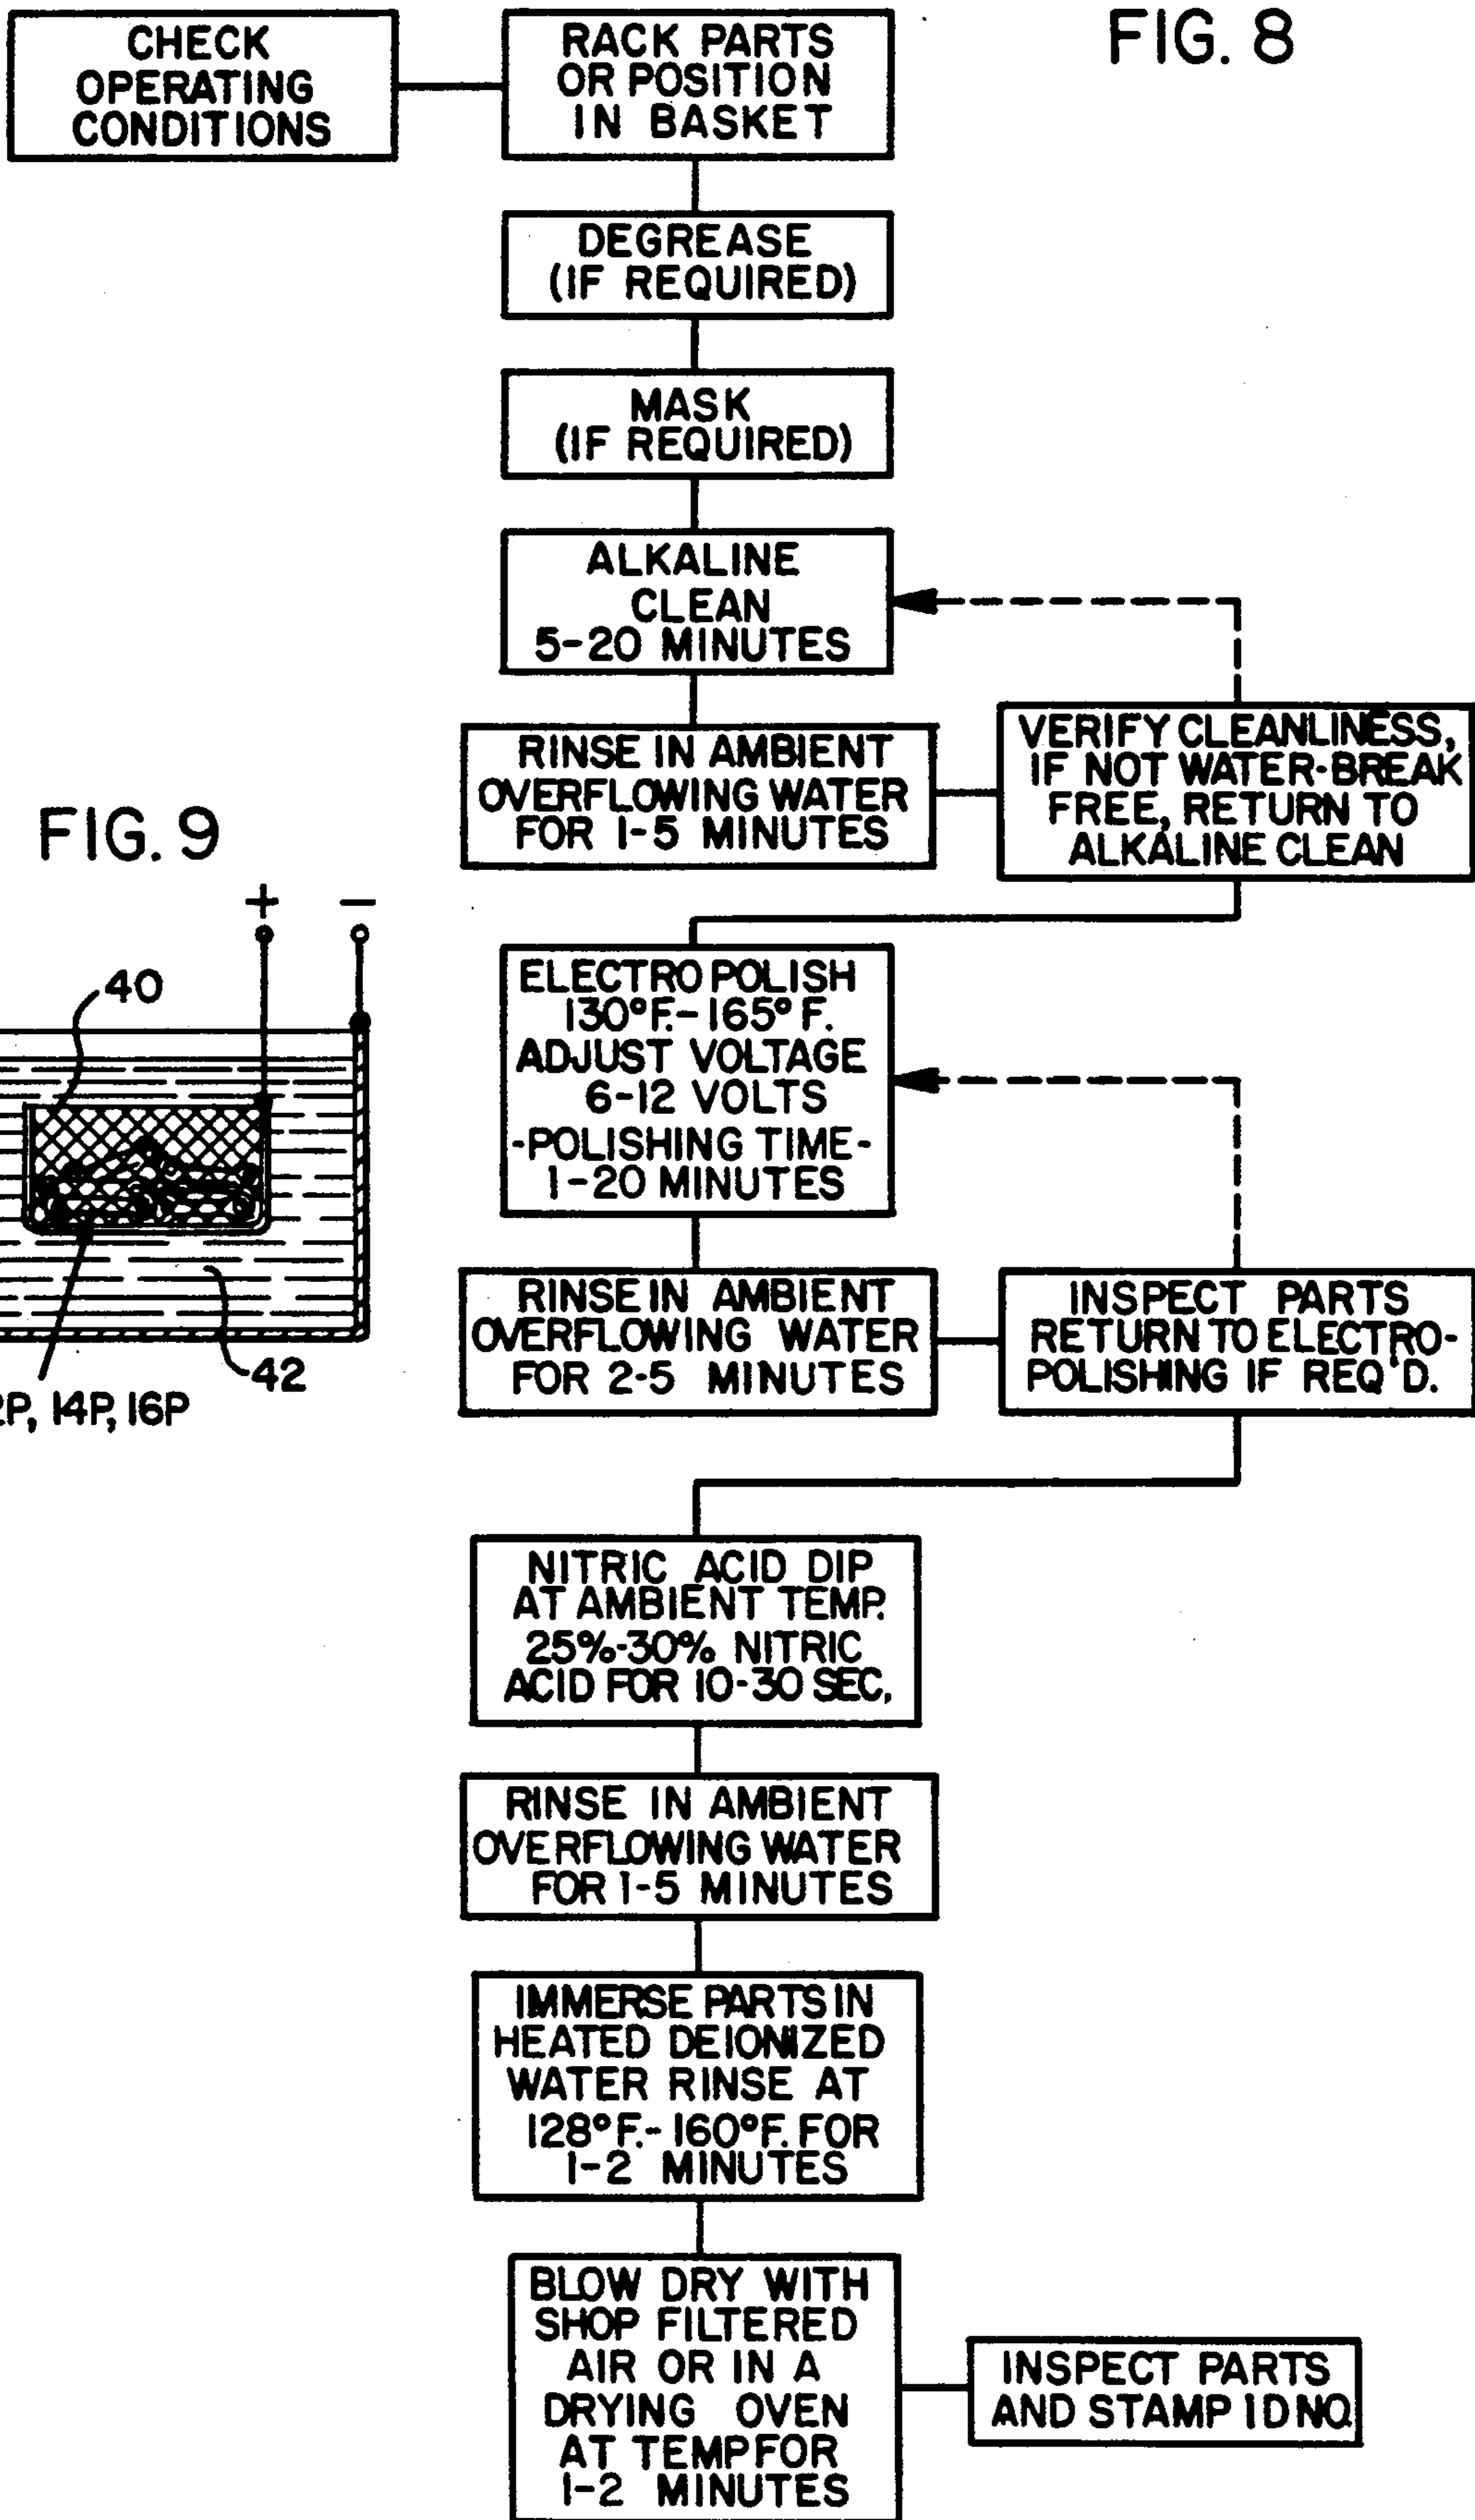 FIG. 8
CHECK
OPERATING
CONDITIONS
RACK PARTS
OR POSITION
IN BASKET
DEGREASE
(IF REQUIRED)
MASK
(IF REQUIRED)
ALKALINE
CLEAN
5-20 MINUTES
RINSE IN AMBIENT
OVERFLOWING WATER
FOR 1-5 MINUTES
VERIFY CLEANLINESS,
IF NOT WATER-BREAK
FREE, RETURN TO
ALKALINE CLEAN
ELECTROPOLISH
130°F.-165°F.
ADJUST VOLTAGE
6-12 VOLTS
-POLISHING TIME-
1-20 MINUTES
RINSE IN AMBIENT
OVERFLOWING WATER
FOR 2-5 MINUTES
INSPECT PARTS
RETURN TO ELECTRO-
POLISHING IF REQ'D.
NITRIC ACID DIP
AT AMBIENT TEMP.
25%-30% NITRIC
ACID FOR 10-30 SEC.
RINSE IN AMBIENT
OVERFLOWING WATER
FOR 1-5 MINUTES
IMMERSE PARTS IN
HEATED DEIONIZED
WATER RINSE AT
128°F.-160°F. FOR
1-2 MINUTES
BLOW DRY WITH
SHOP FILTERED
AIR OR IN A
DRYING OVEN
AT TEMP FOR
1-2 MINUTES
INSPECT PARTS
AND STAMP ID NO.
FIG. 9
+ −
40
42
14P, 16P